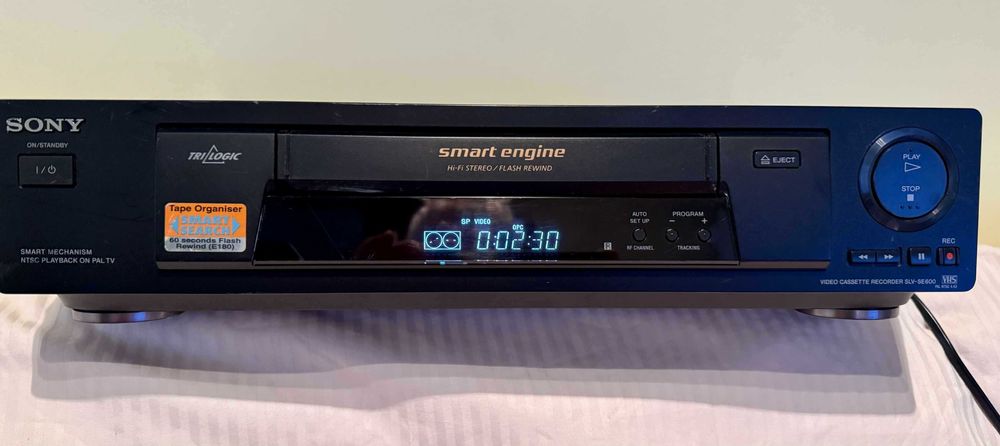 SONY
ON/STANDBY
I/⏻
TRILOGIC
smart engine
Hi-Fi STEREO / FLASH REWIND
EJECT
PLAY
STOP
Tape Organiser
SMART
SEARCH
60 seconds Flash
Rewind (E180)
SP VIDEO
OPC
0:02:30
AUTO
SET UP
PROGRAM
- +
RF CHANNEL
TRACKING
SMART MECHANISM
NTSC PLAYBACK ON PAL TV
REC
VIDEO CASSETTE RECORDER SLV-SE600
VHS